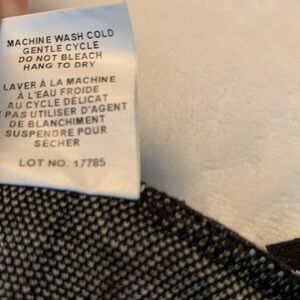 MACHINE WASH COLD
GENTLE CYCLE
DO NOT BLEACH
HANG TO DRY
LAVER À LA MACHINE
À L'EAU FROIDE
AU CYCLE DÉLICAT
PAS UTILISER D'AGENT
DE BLANCHIMENT
SUSPENDRE POUR
SÉCHER
LOT NO. 17785